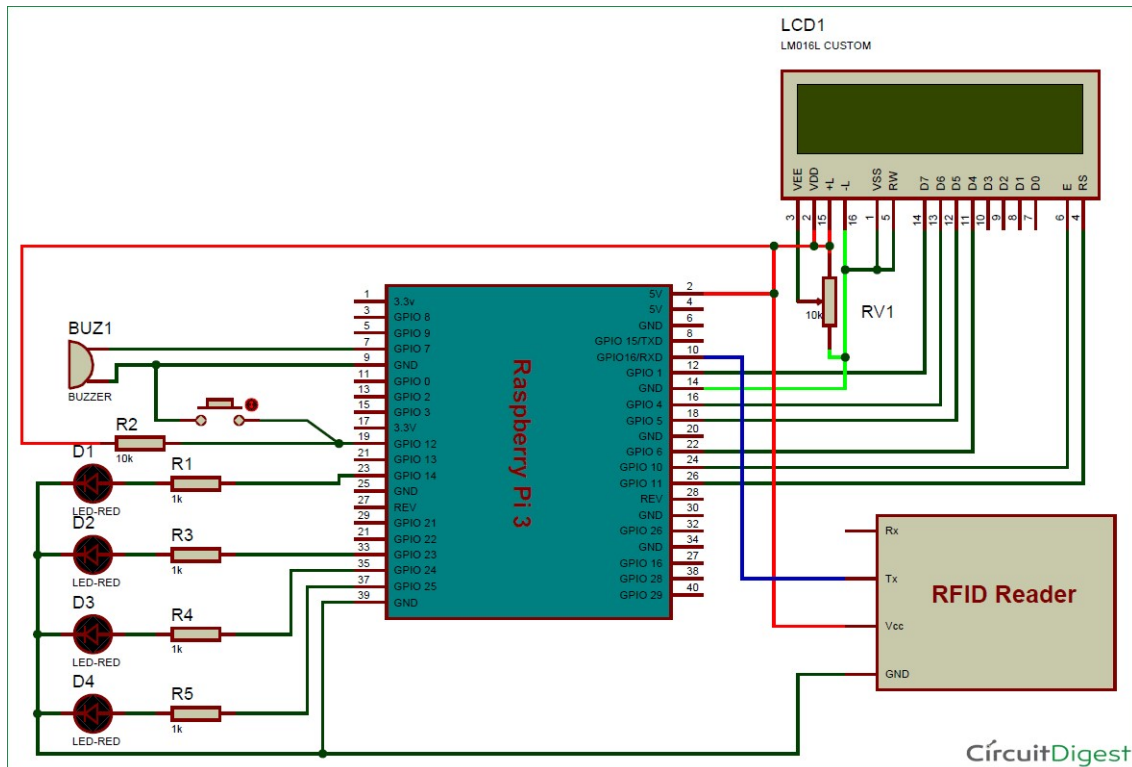 LCD1
LM016L CUSTOM
VEE
VDD
+L
-L
VSS
RW
D7
D6
D5
D4
D3
D2
D1
D0
E
RS
3
2
15
16
1
5
14
13
12
11
10
9
8
7
6
4
RV1
10k
BUZ1
BUZZER
R2
10k
D1
LED-RED
R1
1k
D2
LED-RED
R3
1k
D3
LED-RED
R4
1k
D4
LED-RED
R5
1k
Raspberry Pi 3
1 3.3v
3 GPIO 8
5 GPIO 9
7 GPIO 7
9 GND
11 GPIO 0
13 GPIO 2
15 GPIO 3
17 3.3V
19 GPIO 12
21 GPIO 13
23 GPIO 14
25 GND
27 REV
29 GPIO 21
21 GPIO 22
33 GPIO 23
35 GPIO 24
37 GPIO 25
39 GND
5V 2
5V 4
GND 6
GPIO 15/TXD 8
GPIO16/RXD 10
GPIO 1 12
GND 14
GPIO 4 16
GPIO 5 18
GND 20
GPIO 6 22
GPIO 10 24
GPIO 11 26
REV 28
GND 30
GPIO 26 32
GND 34
GPIO 16 27
GPIO 28 38
GPIO 29 40
Rx
Tx
Vcc
GND
RFID Reader
CircuitDigest